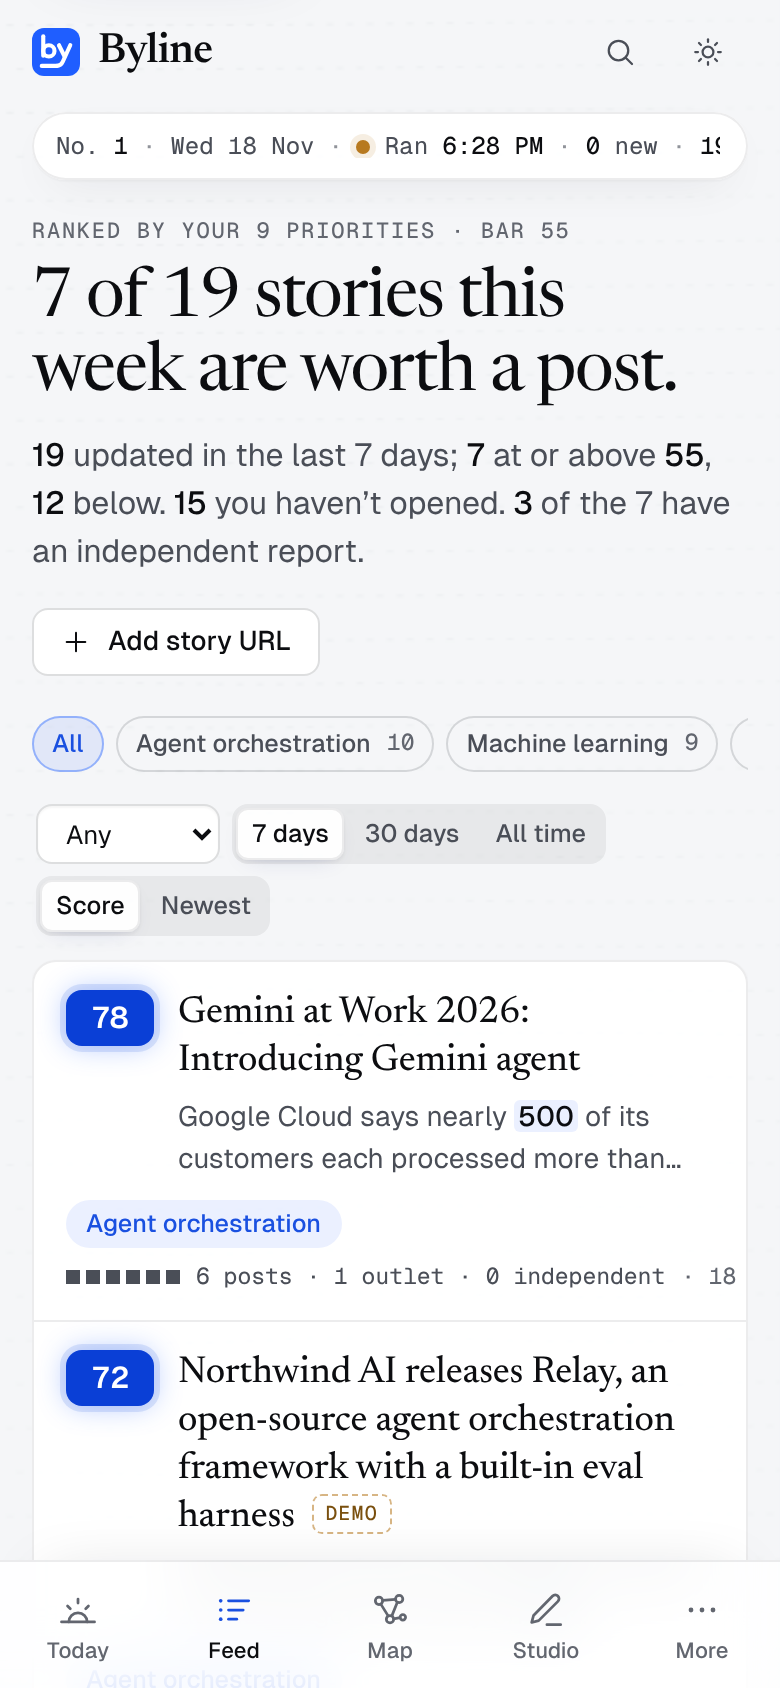 by Byline
No. 1 · Wed 18 Nov · Ran 6:28 PM · 0 new · 19
RANKED BY YOUR 9 PRIORITIES · BAR 55
7 of 19 stories this
week are worth a post.
19 updated in the last 7 days; 7 at or above 55,
12 below. 15 you haven’t opened. 3 of the 7 have
an independent report.
+ Add story URL
All Agent orchestration 10 Machine learning 9
Any 7 days 30 days All time
Score Newest
78 Gemini at Work 2026:
Introducing Gemini agent
Google Cloud says nearly 500 of its
customers each processed more than…
Agent orchestration
6 posts · 1 outlet · 0 independent · 18
72 Northwind AI releases Relay, an
open-source agent orchestration
framework with a built-in eval
harness DEMO
Today Feed Map Studio More
Agent orchestration